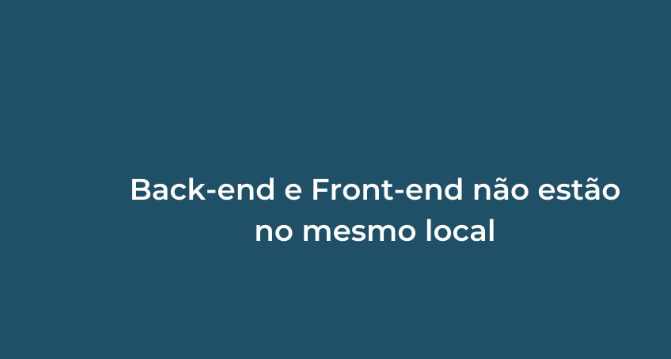 Back-end e Front-end não estão
no mesmo local